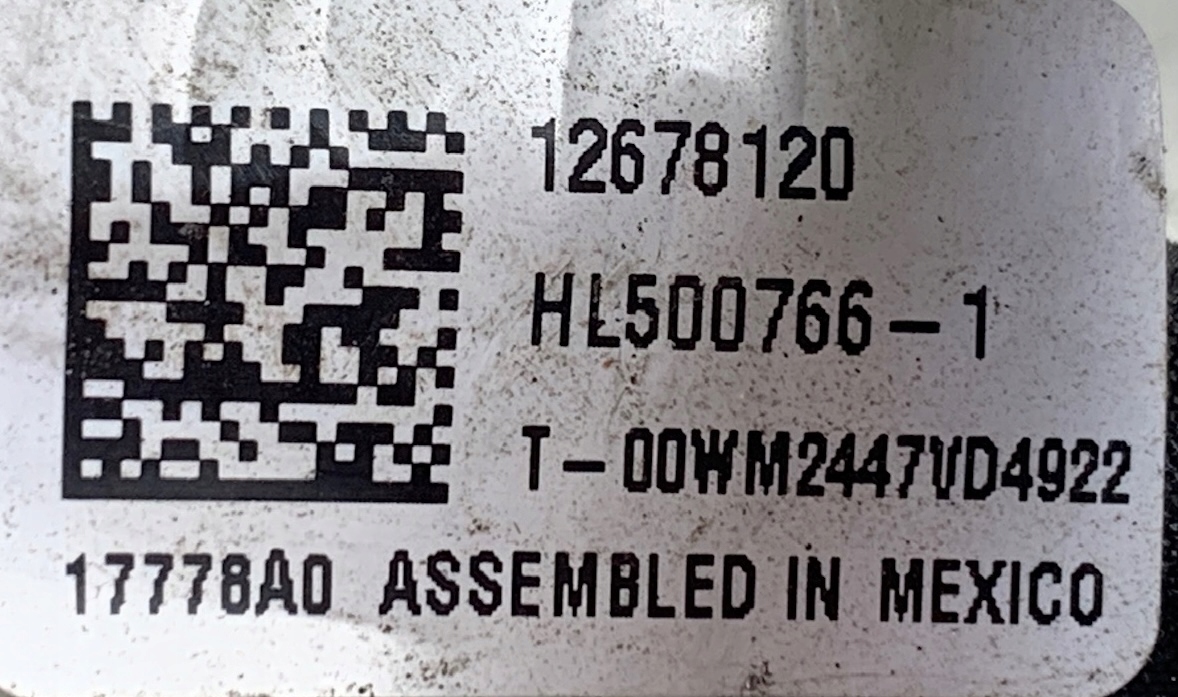 12678120
HL500766-1
T-00WM2447VD4922
17778A0 ASSEMBLED IN MEXICO